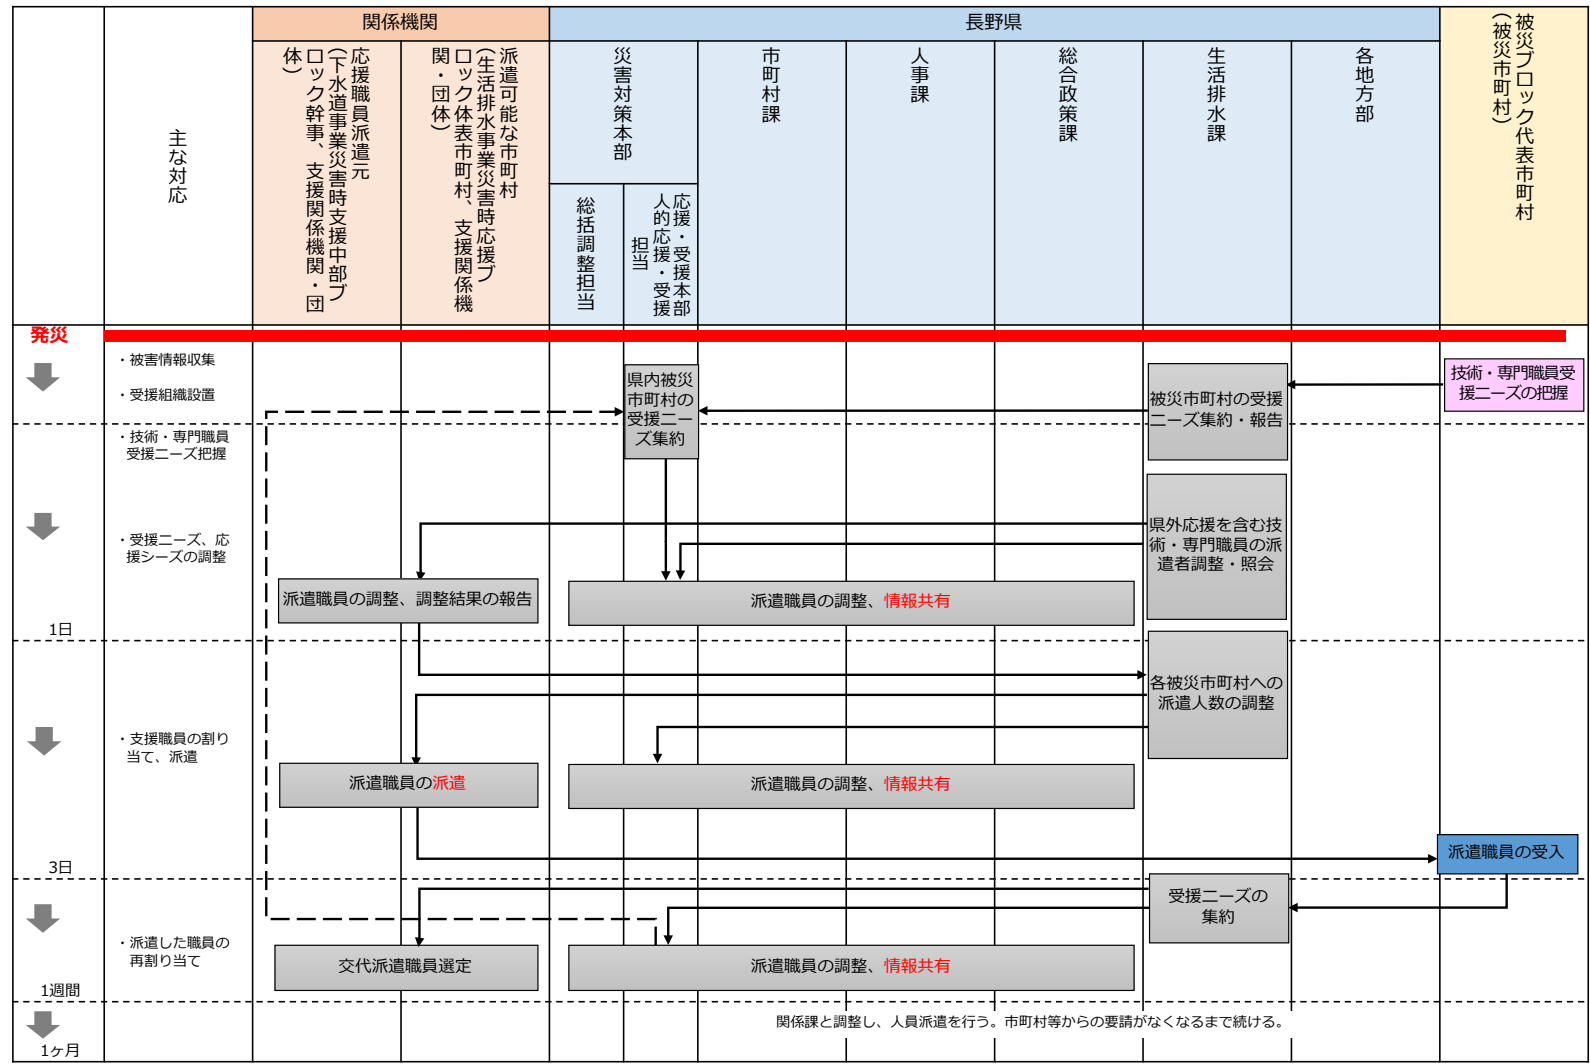 関係機関
長野県
被災ブロック代表市町村
（被災市町村）
主な対応
応援職員派遣元
（下水道事業災害時支援中部ブ
ロック幹事、支援関係機関・団
体）
派遣可能な市町村
（生活排水事業災害時応援ブ
ロック体表市町村、支援関係機
関・団体）
災害対策本部
市町村課
人事課
総合政策課
生活排水課
各地方部
総括調整担当
応援・受援本部
人的応援・受援
担当
発災
・被害情報収集
・受援組織設置
県内被災
市町村の
受援ニー
ズ集約
被災市町村の受援
ニーズ集約・報告
技術・専門職員受
援ニーズの把握
・技術・専門職員
受援ニーズ把握
・受援ニーズ、応
援シーズの調整
県外応援を含む技
術・専門職員の派
遣者調整・照会
派遣職員の調整、調整結果の報告
派遣職員の調整、情報共有
1日
各被災市町村への
派遣人数の調整
・支援職員の割り
当て、派遣
派遣職員の派遣
派遣職員の調整、情報共有
派遣職員の受入
3日
受援ニーズの
集約
・派遣した職員の
再割り当て
交代派遣職員選定
派遣職員の調整、情報共有
1週間
関係課と調整し、人員派遣を行う。市町村等からの要請がなくなるまで続ける。
1ヶ月